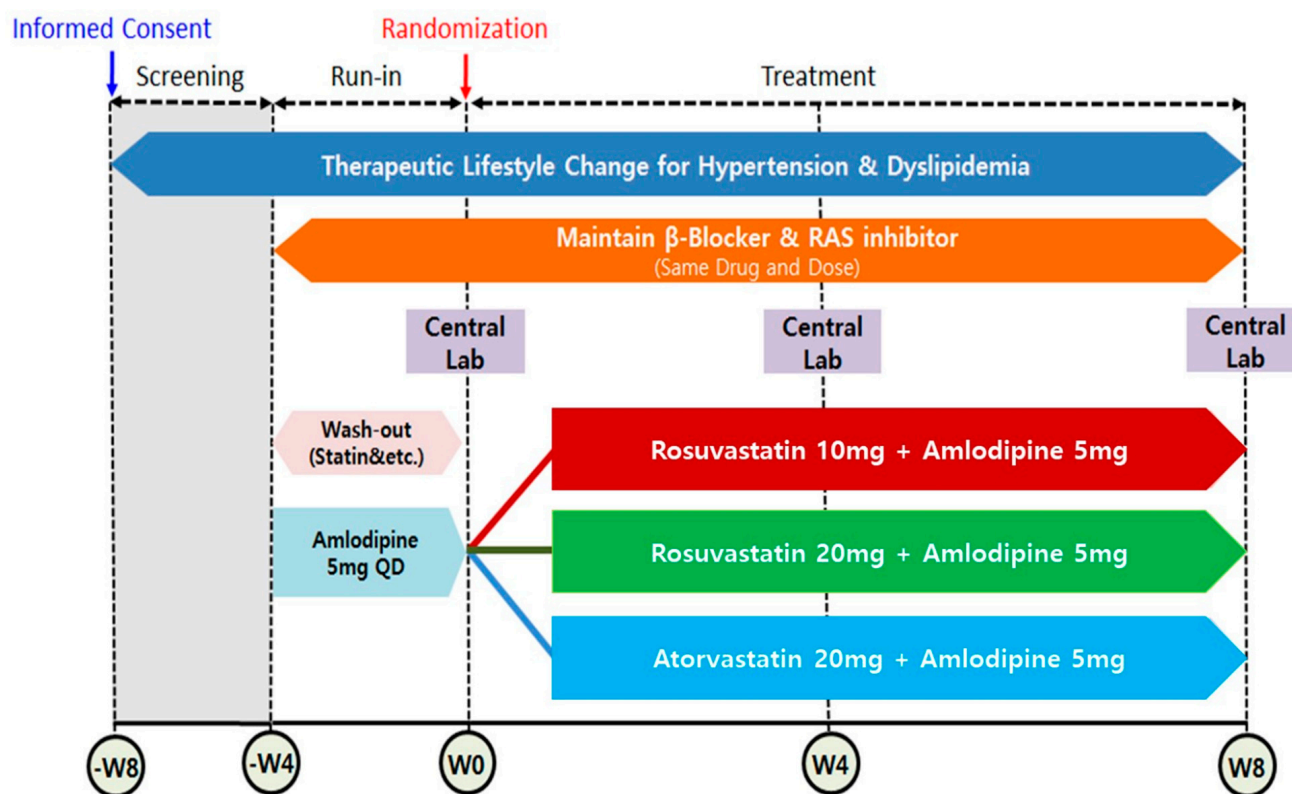 Informed Consent
Randomization
Screening
Run-in
Treatment
Therapeutic Lifestyle Change for Hypertension & Dyslipidemia
Maintain β-Blocker & RAS inhibitor
(Same Drug and Dose)
Central
Lab
Central
Lab
Central
Lab
Wash-out
(Statin&etc.)
Rosuvastatin 10mg + Amlodipine 5mg
Amlodipine
5mg QD
Rosuvastatin 20mg + Amlodipine 5mg
Atorvastatin 20mg + Amlodipine 5mg
-W8
-W4
W0
W4
W8